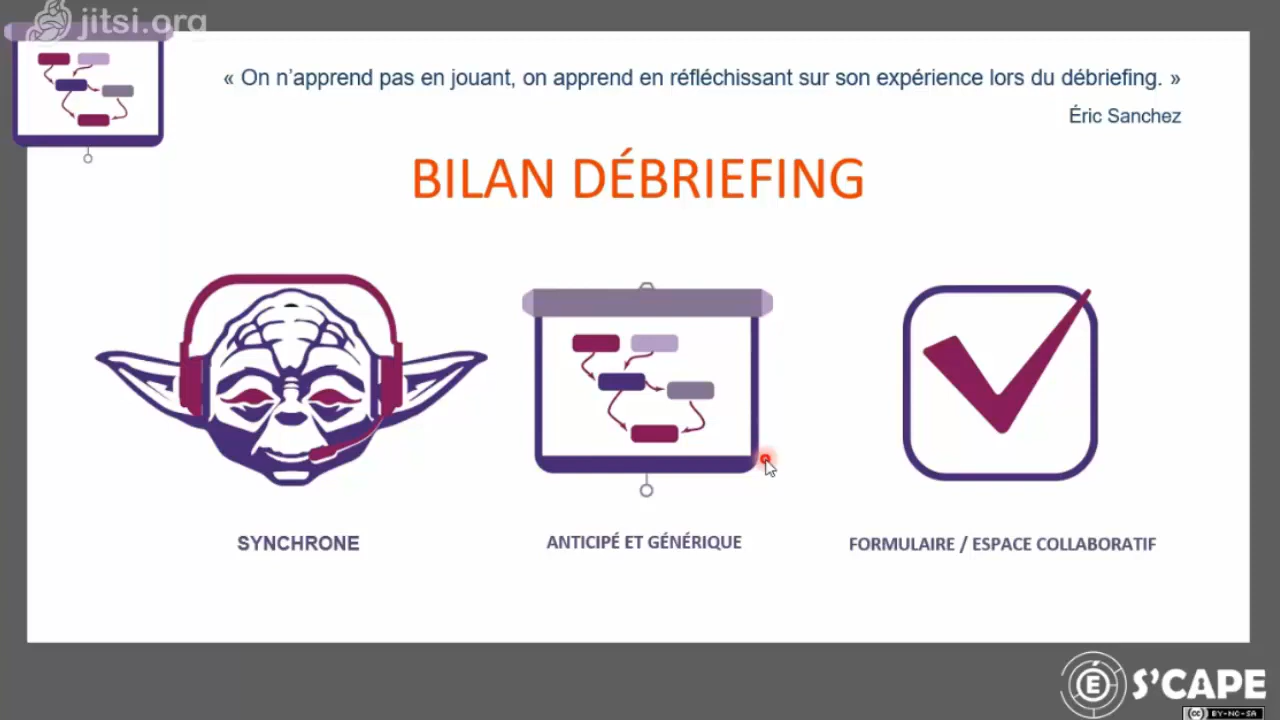 jitsi.org
« On n’apprend pas en jouant, on apprend en réfléchissant sur son expérience lors du débriefing. »
Éric Sanchez
BILAN DÉBRIEFING
SYNCHRONE
ANTICIPÉ ET GÉNÉRIQUE
FORMULAIRE / ESPACE COLLABORATIF
É S'CAPE
cc BY-NC-SA